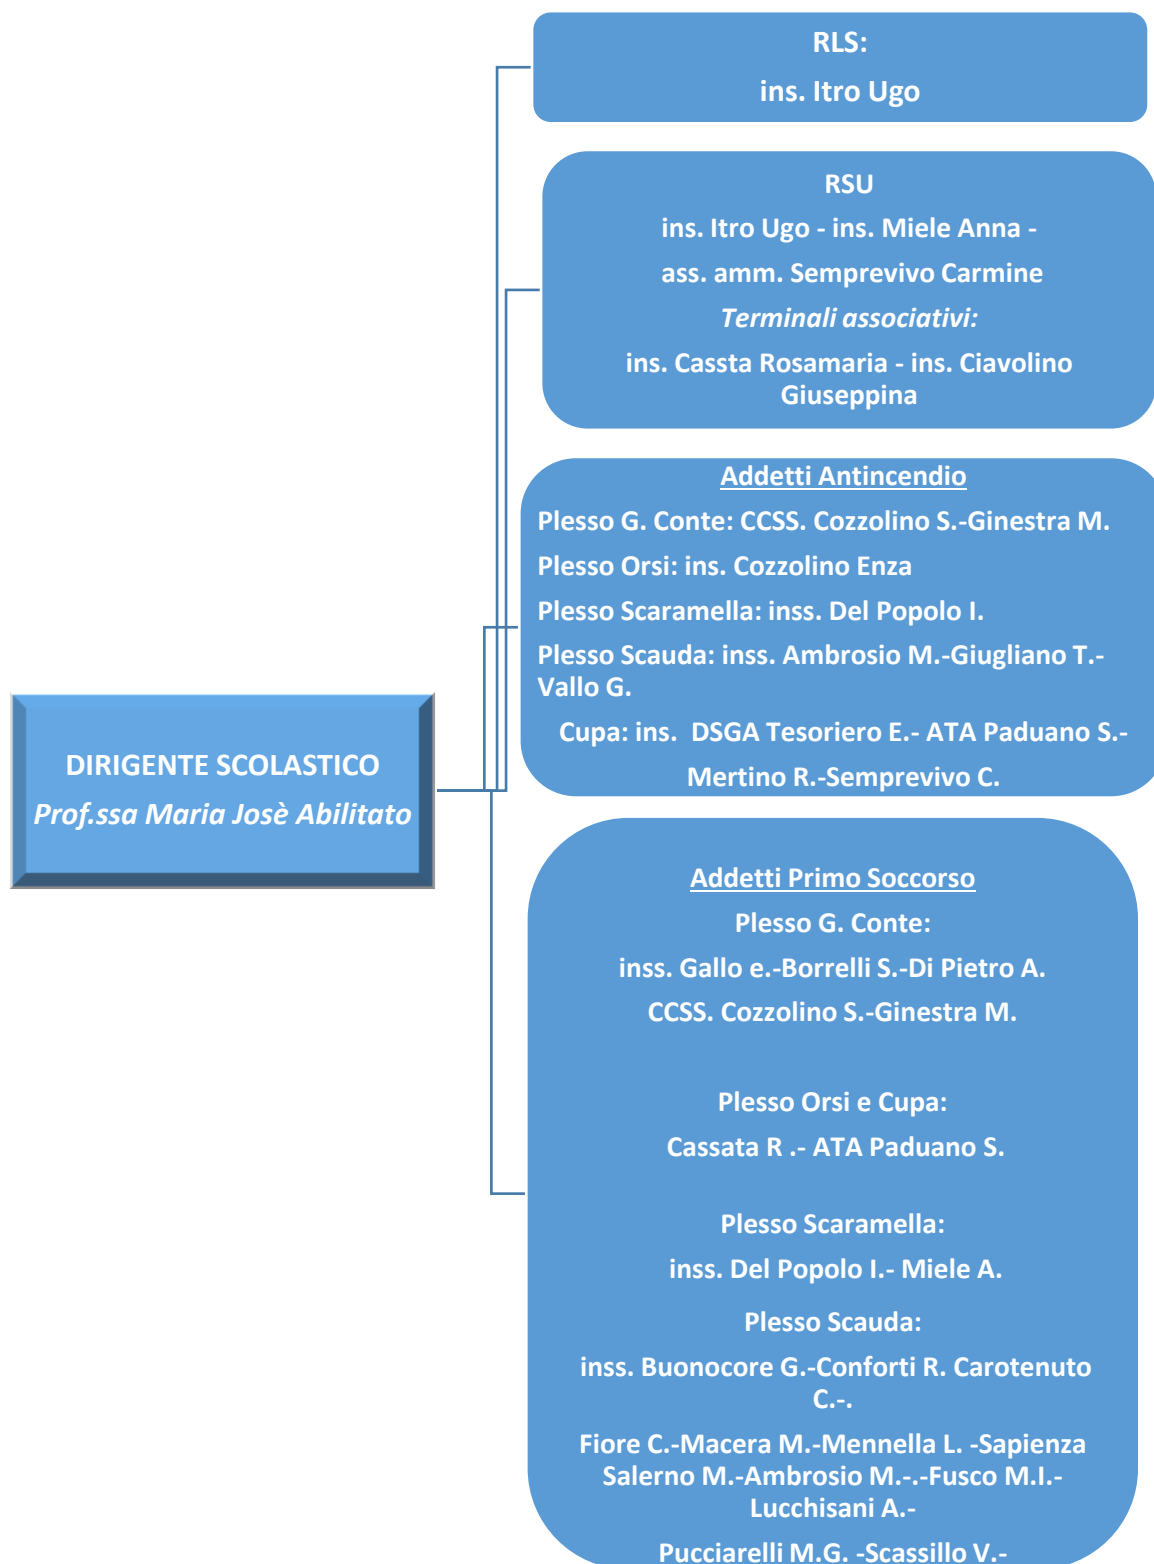 RLS:
ins. Itro Ugo
RSU
ins. Itro Ugo - ins. Miele Anna -
ass. amm. Semprevivo Carmine
Terminali associativi:
ins. Cassta Rosamaria - ins. Ciavolino
Giuseppina
Addetti Antincendio
Plesso G. Conte: CCSS. Cozzolino S.-Ginestra M.
Plesso Orsi: ins. Cozzolino Enza
Plesso Scaramella: inss. Del Popolo I.
Plesso Scauda: inss. Ambrosio M.-Giugliano T.-
Vallo G.
Cupa: ins.  DSGA Tesoriero E.- ATA Paduano S.-
Mertino R.-Semprevivo C.
DIRIGENTE SCOLASTICO
Prof.ssa Maria Josè Abilitato
Addetti Primo Soccorso
Plesso G. Conte:
inss. Gallo e.-Borrelli S.-Di Pietro A.
CCSS. Cozzolino S.-Ginestra M.
Plesso Orsi e Cupa:
Cassata R .- ATA Paduano S.
Plesso Scaramella:
inss. Del Popolo I.- Miele A.
Plesso Scauda:
inss. Buonocore G.-Conforti R. Carotenuto
C.-.
Fiore C.-Macera M.-Mennella L. -Sapienza
Salerno M.-Ambrosio M.-.-Fusco M.I.-
Lucchisani A.-
Pucciarelli M.G. -Scassillo V.-